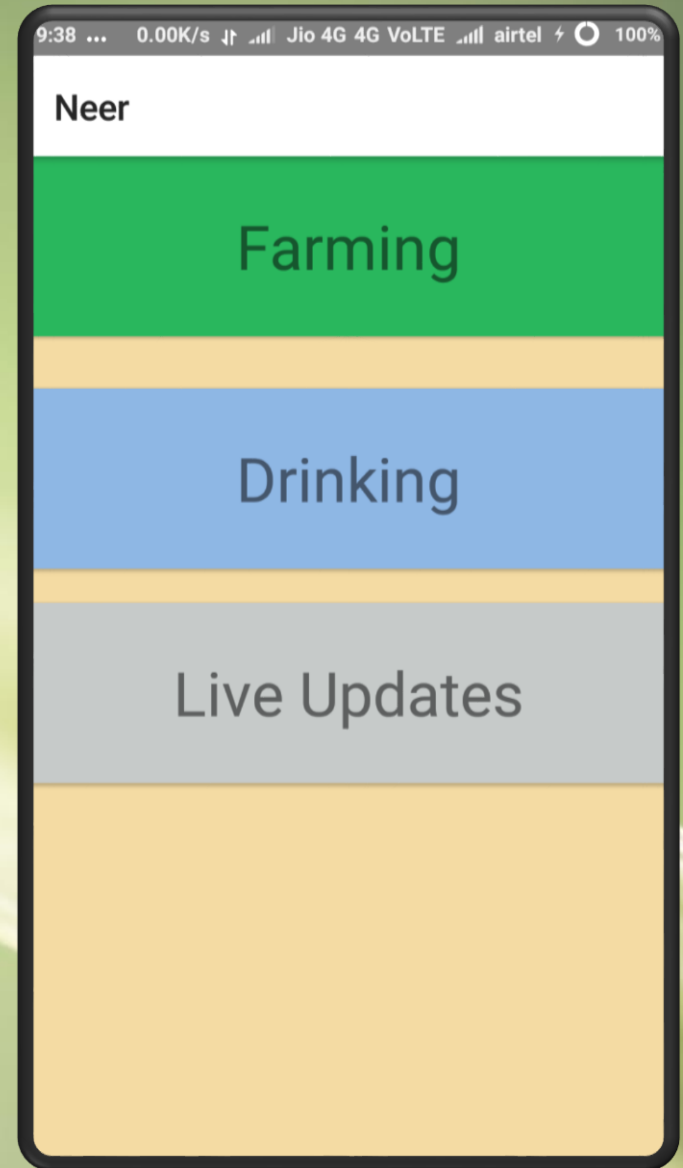 9:38 ... 0.00K/s Jio 4G 4G VoLTE airtel 100%
Neer
Farming
Drinking
Live Updates